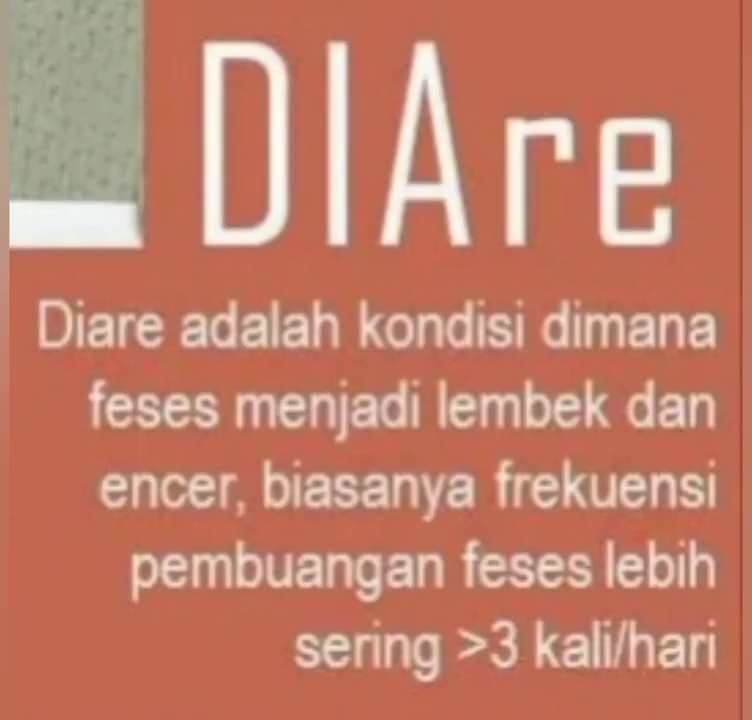 DIAre
Diare adalah kondisi dimana
feses menjadi lembek dan
encer, biasanya frekuensi
pembuangan feses lebih
sering >3 kali/hari